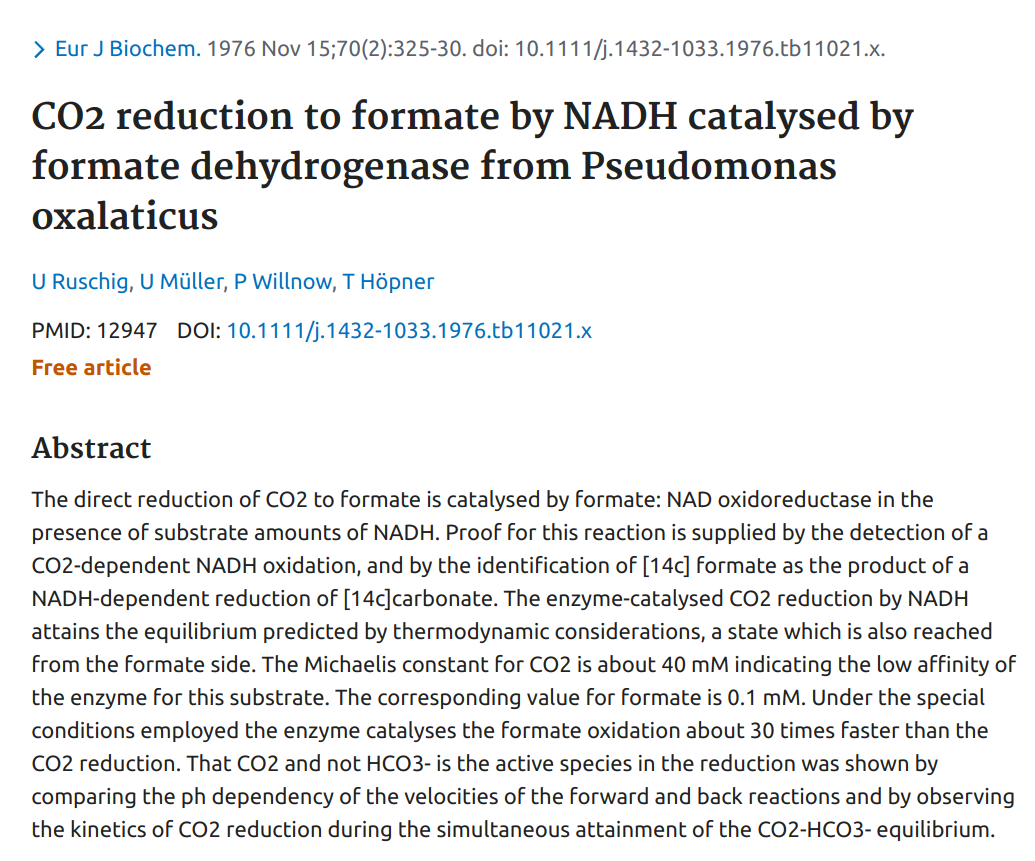 Eur J Biochem. 1976 Nov 15;70(2):325-30. doi: 10.1111/j.1432-1033.1976.tb11021.x.
CO2 reduction to formate by NADH catalysed by
formate dehydrogenase from Pseudomonas
oxalaticus
U Ruschig, U Müller, P Willnow, T Höpner
PMID: 12947 DOI: 10.1111/j.1432-1033.1976.tb11021.x
Free article
Abstract
The direct reduction of CO2 to formate is catalysed by formate: NAD oxidoreductase in the
presence of substrate amounts of NADH. Proof for this reaction is supplied by the detection of a
CO2-dependent NADH oxidation, and by the identification of [14c] formate as the product of a
NADH-dependent reduction of [14c]carbonate. The enzyme-catalysed CO2 reduction by NADH
attains the equilibrium predicted by thermodynamic considerations, a state which is also reached
from the formate side. The Michaelis constant for CO2 is about 40 mM indicating the low affinity of
the enzyme for this substrate. The corresponding value for formate is 0.1 mM. Under the special
conditions employed the enzyme catalyses the formate oxidation about 30 times faster than the
CO2 reduction. That CO2 and not HCO3- is the active species in the reduction was shown by
comparing the ph dependency of the velocities of the forward and back reactions and by observing
the kinetics of CO2 reduction during the simultaneous attainment of the CO2-HCO3- equilibrium.